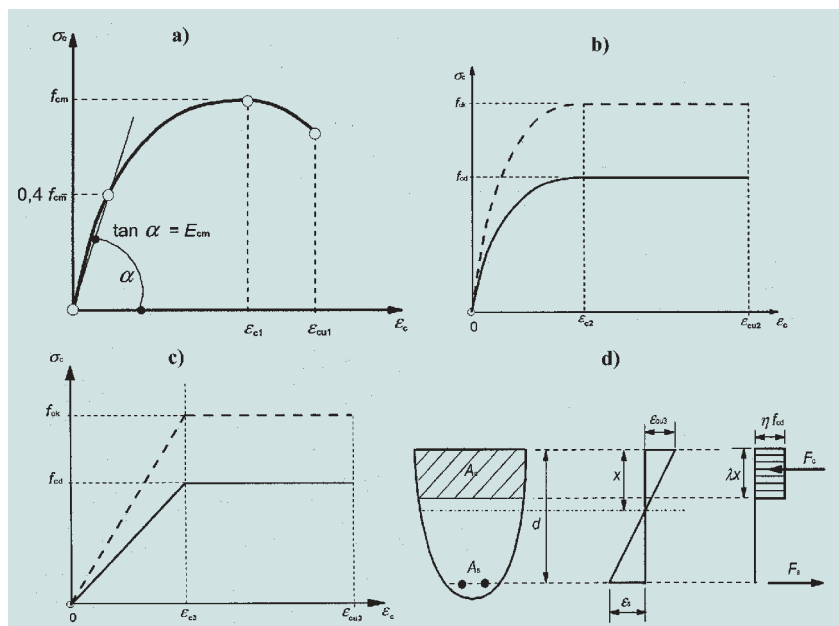 a)
σc
fcm
0,4 fcm
tan α = Ecm
α
εc1
εcu1
εc
b)
σc
fck
fcd
0
εc2
εcu2
εc
c)
σc
fck
fcd
0
εc3
εcu3
εc
d)
εcu3
η fcd
Ac
x
λx
Fc
d
As
εs
Fs